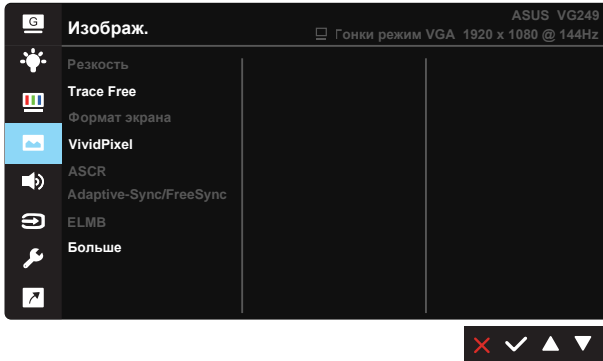 G
ASUS VG249
Изображ.
Гонки режим VGA 1920 x 1080 @ 144Hz
Резкость
Trace Free
Формат экрана
VividPixel
ASCR
Adaptive-Sync/FreeSync
ELMB
Больше